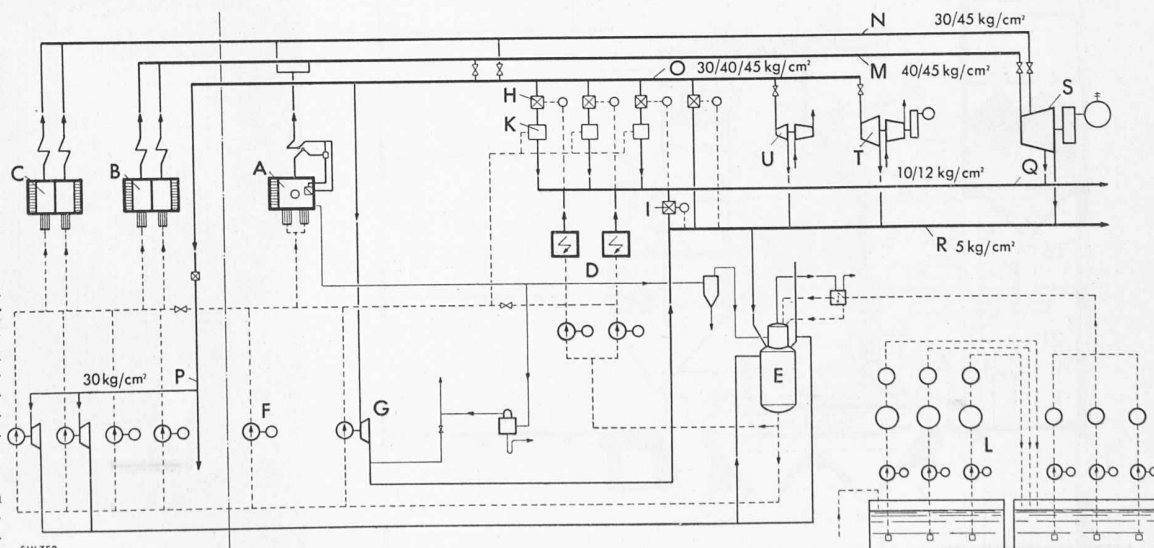 N 30/45 kg/cm²
M 40/45 kg/cm²
O 30/40/45 kg/cm²
S
H
K
U
T
C
B
A
Q
10/12 kg/cm²
I
R 5 kg/cm²
D
P
30 kg/cm²
E
F
G
L
SULZER